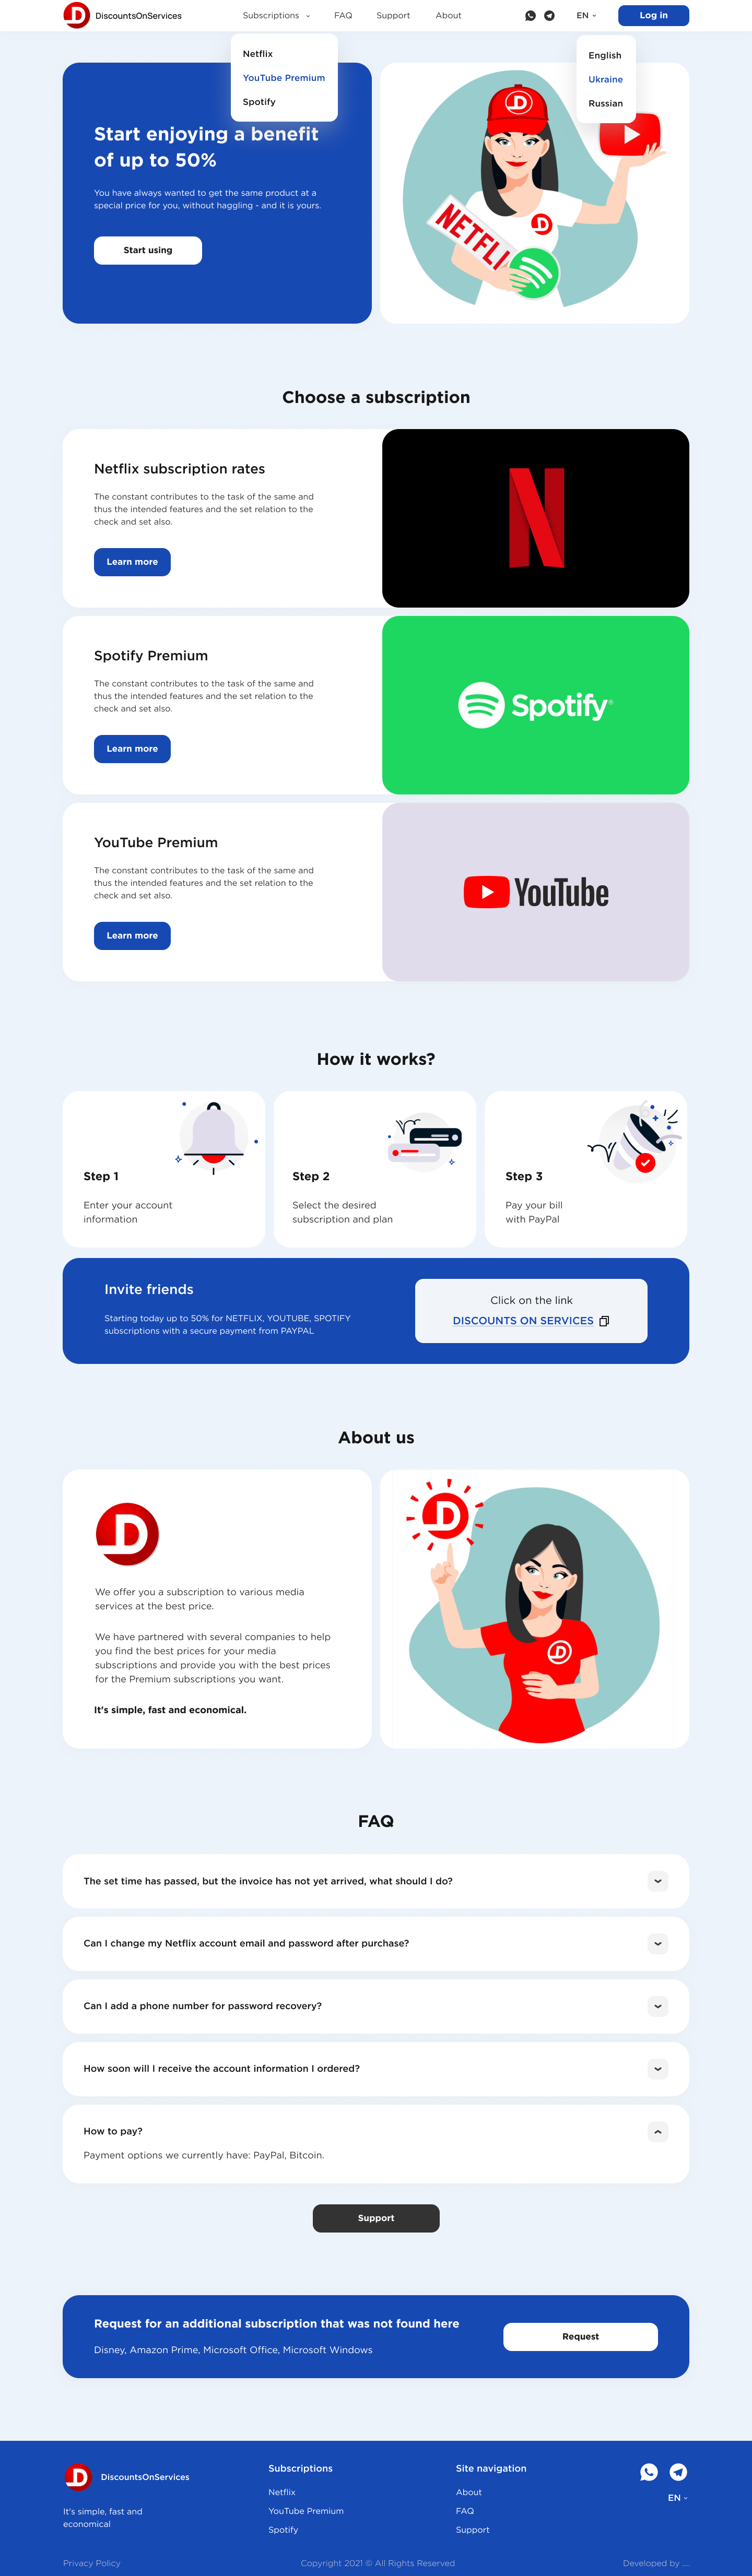 DiscountsOnServices
Subscriptions
FAQ
Support
About
EN
Log in
Netflix
YouTube Premium
Spotify
English
Ukraine
Russian
Start enjoying a benefit
of up to 50%
You have always wanted to get the same product at a
special price for you, without haggling - and it is yours.
Start using
NETFLI
Choose a subscription
Netflix subscription rates
The constant contributes to the task of the same and
thus the intended features and the set relation to the
check and set also.
Learn more
Spotify Premium
The constant contributes to the task of the same and
thus the intended features and the set relation to the
check and set also.
Learn more
Spotify®
YouTube Premium
The constant contributes to the task of the same and
thus the intended features and the set relation to the
check and set also.
Learn more
YouTube
How it works?
Step 1
Enter your account
information
Step 2
Select the desired
subscription and plan
Step 3
Pay your bill
with PayPal
Invite friends
Starting today up to 50% for NETFLIX, YOUTUBE, SPOTIFY
subscriptions with a secure payment from PAYPAL
Click on the link
DISCOUNTS ON SERVICES
About us
We offer you a subscription to various media
services at the best price.
We have partnered with several companies to help
you find the best prices for your media
subscriptions and provide you with the best prices
for the Premium subscriptions you want.
It's simple, fast and economical.
FAQ
The set time has passed, but the invoice has not yet arrived, what should I do?
Can I change my Netflix account email and password after purchase?
Can I add a phone number for password recovery?
How soon will I receive the account information I ordered?
How to pay?
Payment options we currently have: PayPal, Bitcoin.
Support
Request for an additional subscription that was not found here
Disney, Amazon Prime, Microsoft Office, Microsoft Windows
Request
DiscountsOnServices
It's simple, fast and
economical
Subscriptions
Netflix
YouTube Premium
Spotify
Site navigation
About
FAQ
Support
EN
Privacy Policy
Copyright 2021 © All Rights Reserved
Developed by ....